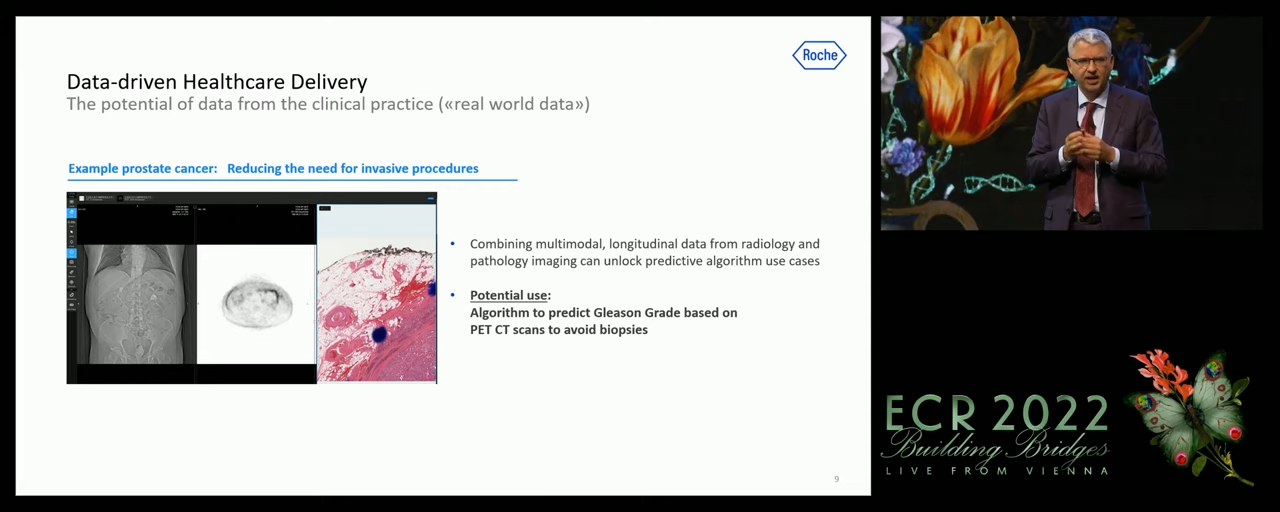 Roche
Data-driven Healthcare Delivery
The potential of data from the clinical practice («real world data»)
Example prostate cancer: Reducing the need for invasive procedures
• Combining multimodal, longitudinal data from radiology and
pathology imaging can unlock predictive algorithm use cases
• Potential use:
Algorithm to predict Gleason Grade based on
PET CT scans to avoid biopsies
9
ECR 2022
Building Bridges
LIVE FROM VIENNA